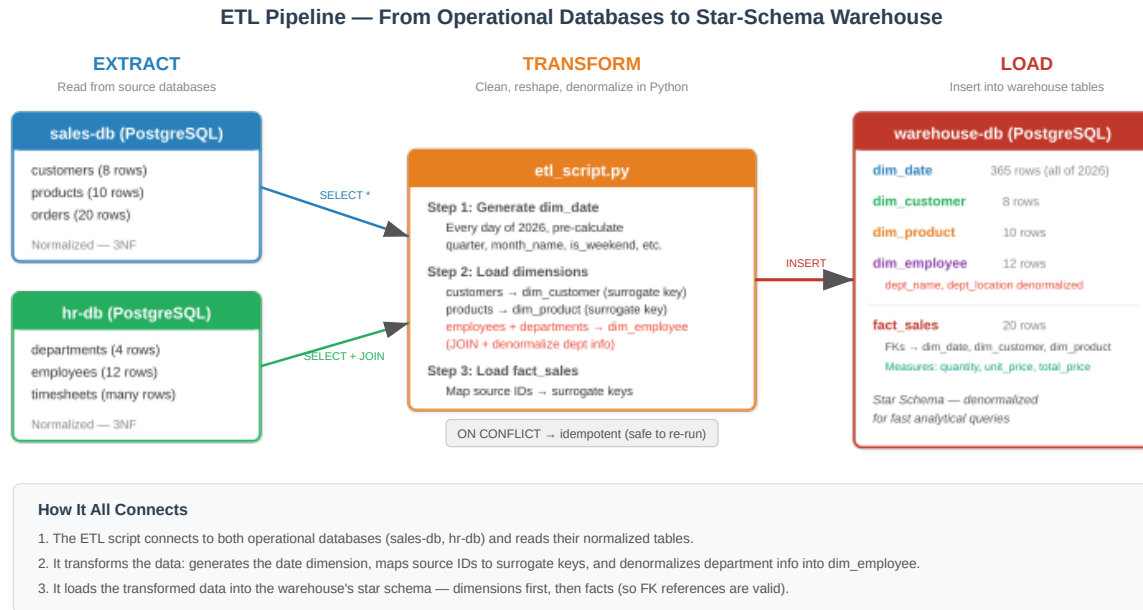 ETL Pipeline — From Operational Databases to Star-Schema Warehouse
EXTRACT
Read from source databases
TRANSFORM
Clean, reshape, denormalize in Python
LOAD
Insert into warehouse tables
sales-db (PostgreSQL)
customers (8 rows)
products (10 rows)
orders (20 rows)
Normalized — 3NF
hr-db (PostgreSQL)
departments (4 rows)
employees (12 rows)
timesheets (many rows)
Normalized — 3NF
SELECT *
SELECT + JOIN
etl_script.py
Step 1: Generate dim_date
Every day of 2026, pre-calculate
quarter, month_name, is_weekend, etc.
Step 2: Load dimensions
customers → dim_customer (surrogate key)
products → dim_product (surrogate key)
employees + departments → dim_employee
(JOIN + denormalize dept info)
Step 3: Load fact_sales
Map source IDs → surrogate keys
ON CONFLICT → idempotent (safe to re-run)
INSERT
warehouse-db (PostgreSQL)
dim_date 365 rows (all of 2026)
dim_customer 8 rows
dim_product 10 rows
dim_employee 12 rows
dept_name, dept_location denormalized
fact_sales 20 rows
FKs → dim_date, dim_customer, dim_product
Measures: quantity, unit_price, total_price
Star Schema — denormalized
for fast analytical queries
How It All Connects
1. The ETL script connects to both operational databases (sales-db, hr-db) and reads their normalized tables.
2. It transforms the data: generates the date dimension, maps source IDs to surrogate keys, and denormalizes department info into dim_employee.
3. It loads the transformed data into the warehouse's star schema — dimensions first, then facts (so FK references are valid).